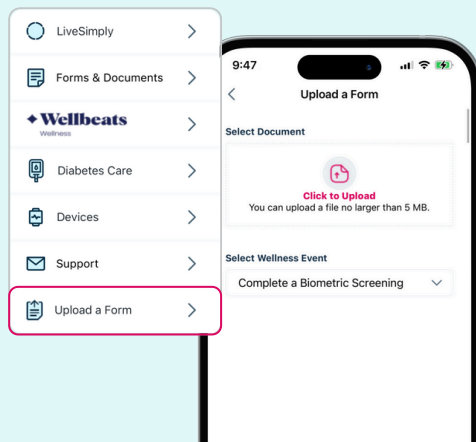 LiveSimply
Forms & Documents
Wellbeats
Wellness
Diabetes Care
Devices
Support
Upload a Form
9:47
Upload a Form
Select Document
Click to Upload
You can upload a file no larger than 5 MB.
Select Wellness Event
Complete a Biometric Screening